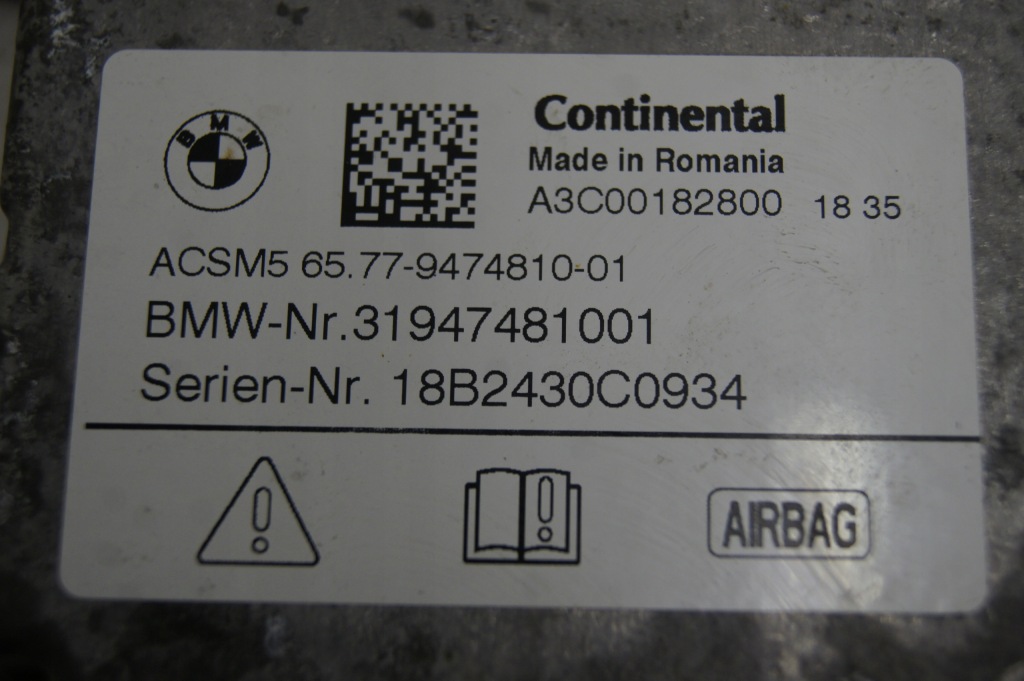 BMW
Continental
Made in Romania
A3C00182800 18 35
ACSM5 65.77-9474810-01
BMW-Nr.31947481001
Serien-Nr. 18B2430C0934
AIRBAG